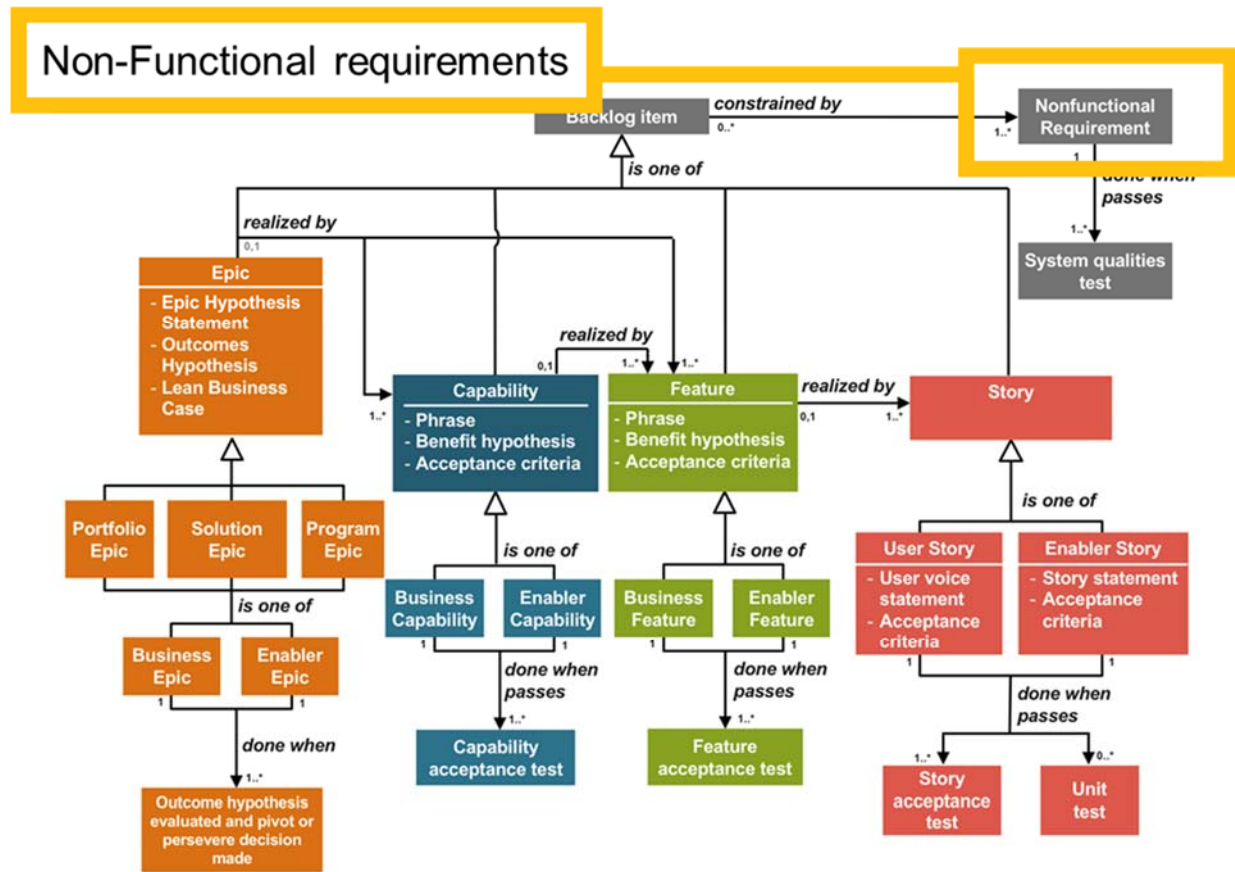 Non-Functional requirements
Backlog item
constrained by
0..*
1..*
Nonfunctional
Requirement
1
done when
passes
1..*
System qualities
test
is one of
realized by
0,1
Epic
- Epic Hypothesis
Statement
- Outcomes
Hypothesis
- Lean Business
Case
1..*
realized by
0,1
1..*
1..*
Capability
- Phrase
- Benefit hypothesis
- Acceptance criteria
Feature
- Phrase
- Benefit hypothesis
- Acceptance criteria
realized by
0,1
1..*
Story
Portfolio
Epic
Solution
Epic
Program
Epic
is one of
Business
Epic
Enabler
Epic
1
1
done when
1..*
Outcome hypothesis
evaluated and pivot or
persevere decision
made
is one of
Business
Capability
Enabler
Capability
1
1
done when
passes
1..*
Capability
acceptance test
is one of
Business
Feature
Enabler
Feature
1
1
done when
passes
1..*
Feature
acceptance test
is one of
User Story
- User voice
statement
- Acceptance
criteria
Enabler Story
- Story statement
- Acceptance
criteria
1
1
done when
passes
1..*
0..*
Story
acceptance
test
Unit
test